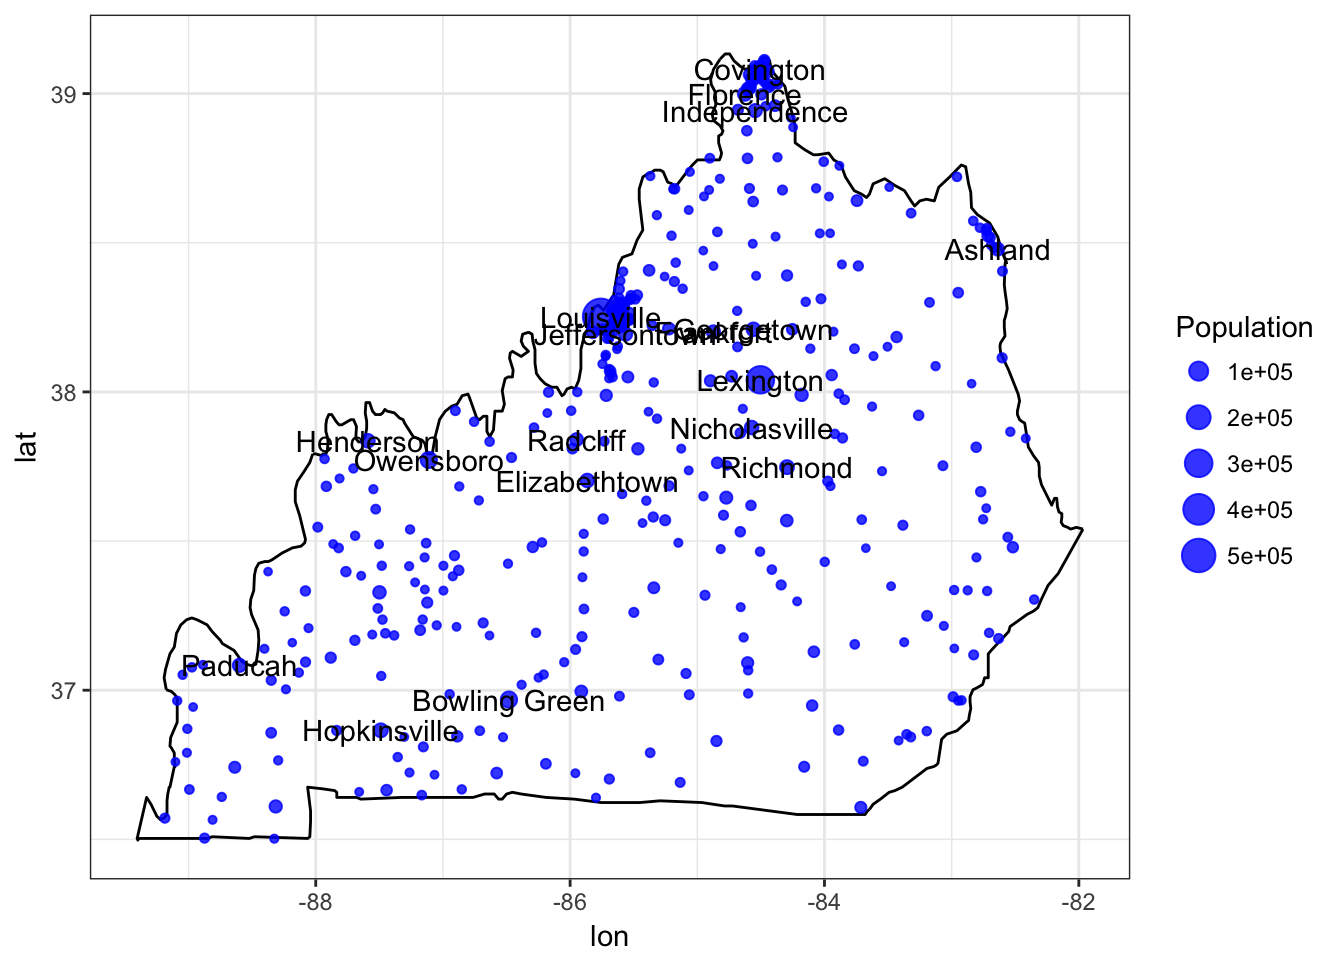 Covington
Florence
Independence
Ashland
Louisville
Jeffersontown
Frankfort
Georgetown
Lexington
Nicholasville
Henderson
Radcliff
Owensboro
Richmond
Elizabethtown
Paducah
Bowling Green
Hopkinsville
39
38
37
lat
-88
-86
-84
-82
lon
Population
1e+05
2e+05
3e+05
4e+05
5e+05